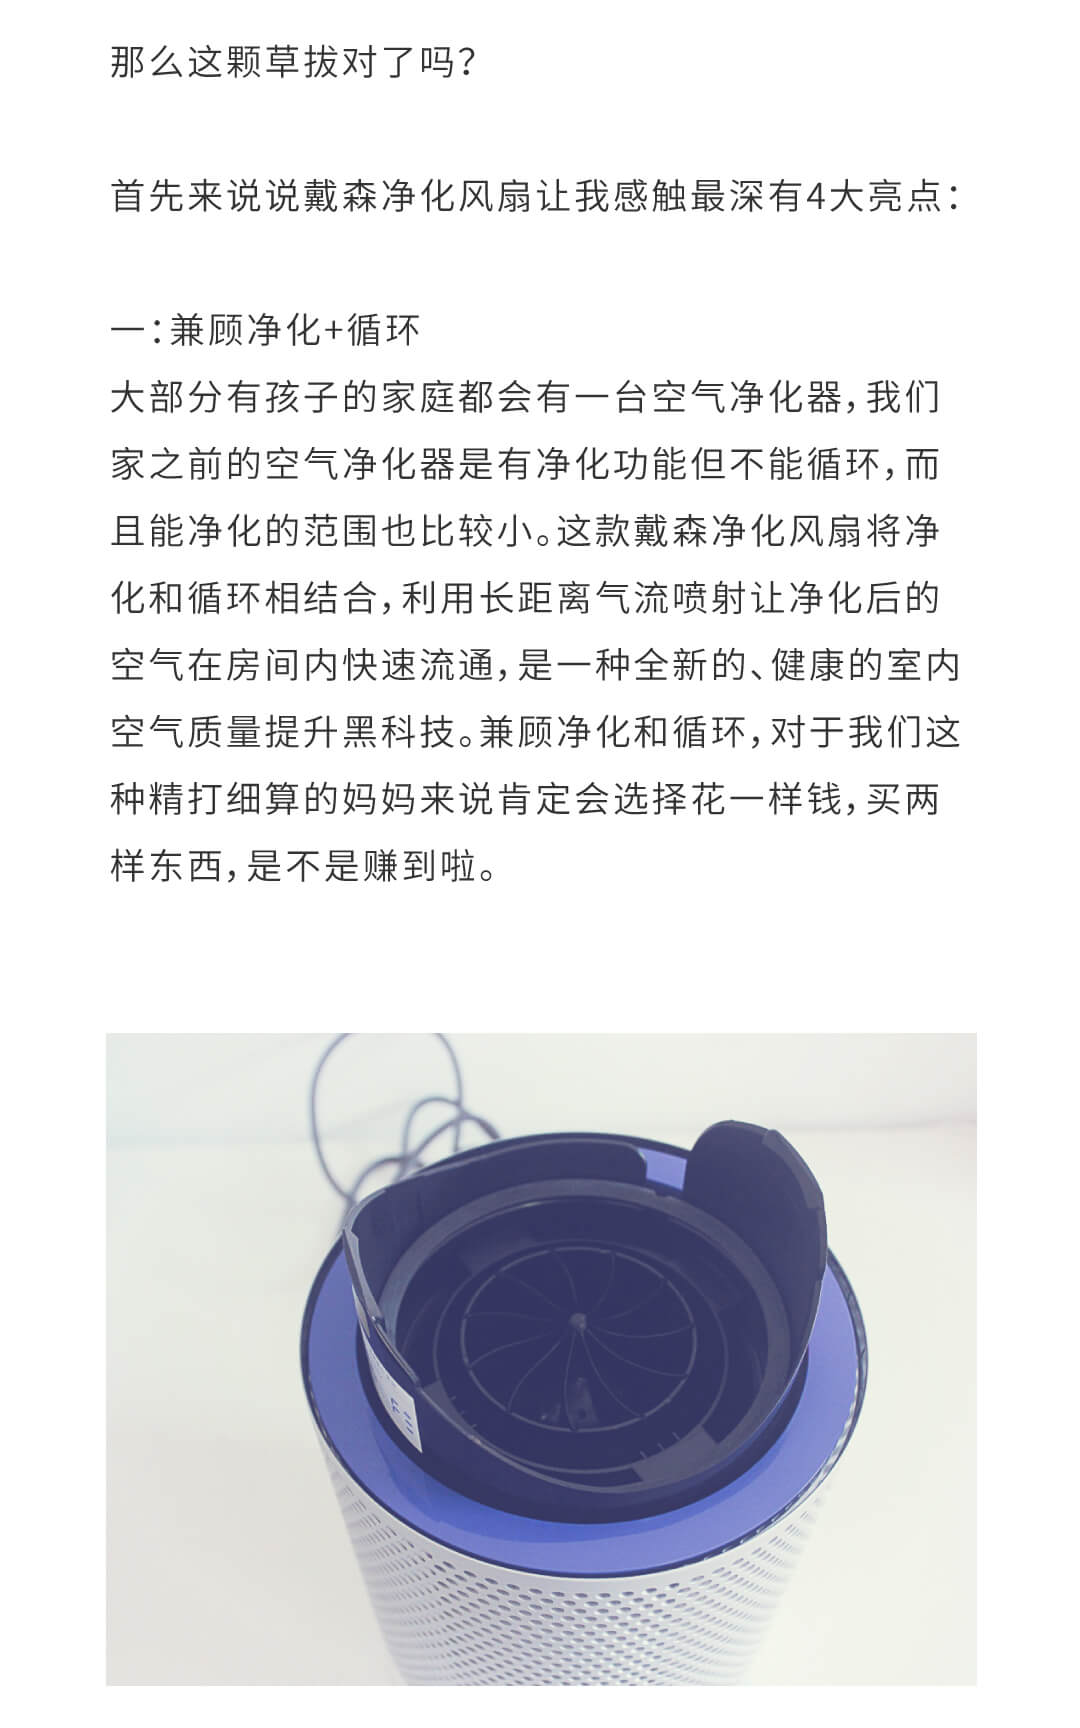 那么这颗草拔对了吗？
首先来说说戴森净化风扇让我感触最深有4大亮点：
一：兼顾净化+循环
大部分有孩子的家庭都会有一台空气净化器，我们
家之前的空气净化器是有净化功能但不能循环，而
且能净化的范围也比较小。这款戴森净化风扇将净
化和循环相结合，利用长距离气流喷射让净化后的
空气在房间内快速流通，是一种全新的、健康的室内
空气质量提升黑科技。兼顾净化和循环，对于我们这
种精打细算的妈妈来说肯定会选择花一样钱，买两
样东西，是不是赚到啦。